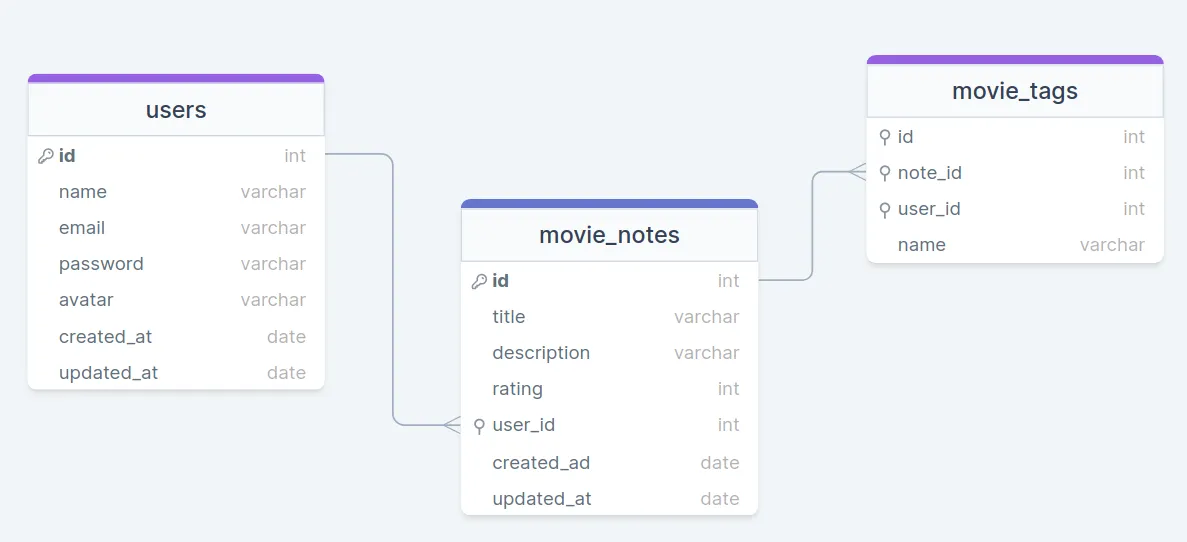 users
id int
name varchar
email varchar
password varchar
avatar varchar
created_at date
updated_at date
movie_notes
id int
title varchar
description varchar
rating int
user_id int
created_ad date
updated_at date
movie_tags
id int
note_id int
user_id int
name varchar